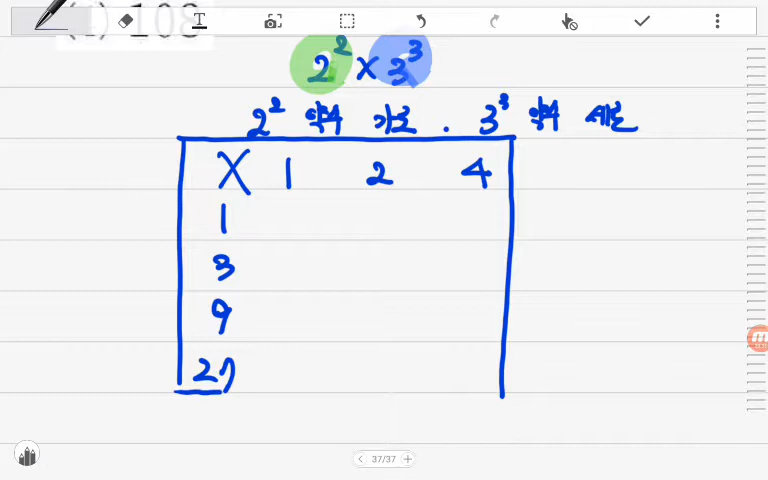 108
2² × 3³
2² 약수 가로 . 3³ 약수 세로
X 1 2 4
1
3
9
27
37/37